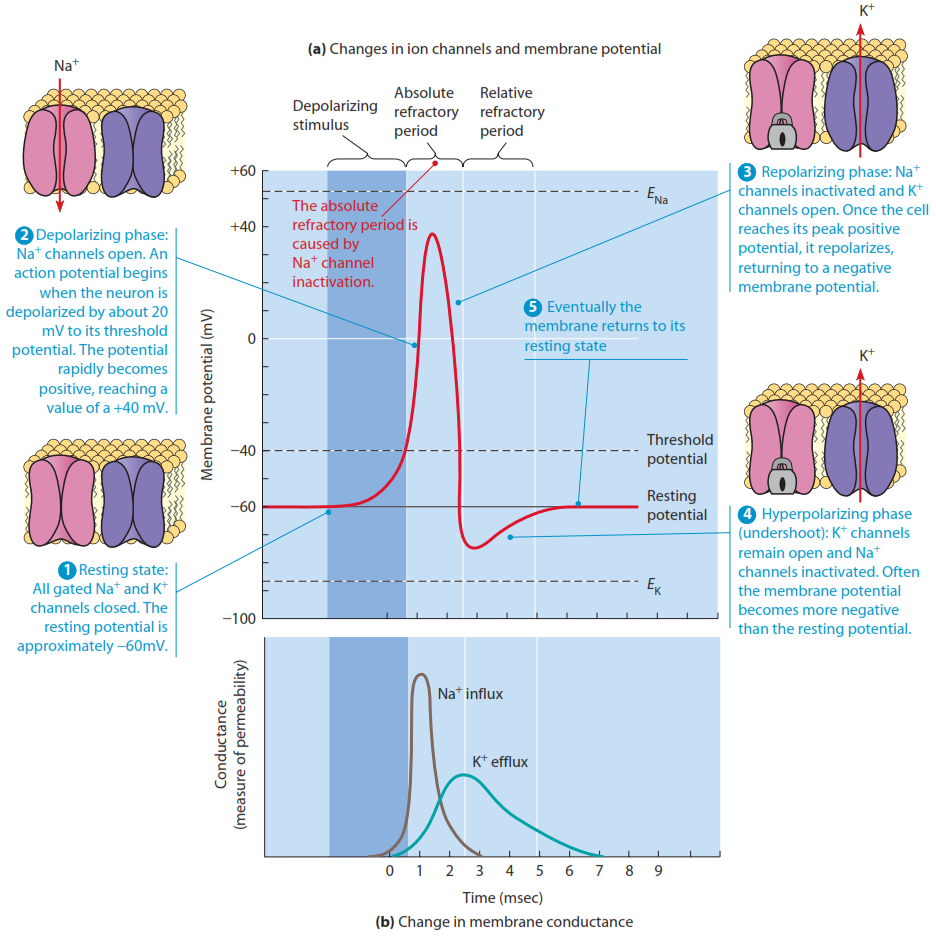 (a) Changes in ion channels and membrane potential
Na⁺
K⁺
Depolarizing
stimulus
Absolute
refractory
period
Relative
refractory
period
2 Depolarizing phase:
Na⁺ channels open. An
action potential begins
when the neuron is
depolarized by about 20
mV to its threshold
potential. The potential
rapidly becomes
positive, reaching a
value of a +40 mV.
1 Resting state:
All gated Na⁺ and K⁺
channels closed. The
resting potential is
approximately −60mV.
Membrane potential (mV)
+60
+40
0
−40
−60
−100
The absolute
refractory period is
caused by
Na⁺ channel
inactivation.
E_Na
5 Eventually the
membrane returns to its
resting state
Threshold
potential
Resting
potential
E_K
3 Repolarizing phase: Na⁺
channels inactivated and K⁺
channels open. Once the cell
reaches its peak positive
potential, it repolarizes,
returning to a negative
membrane potential.
K⁺
4 Hyperpolarizing phase
(undershoot): K⁺ channels
remain open and Na⁺
channels inactivated. Often
the membrane potential
becomes more negative
than the resting potential.
Conductance
(measure of permeability)
Na⁺ influx
K⁺ efflux
0 1 2 3 4 5 6 7 8 9
Time (msec)
(b) Change in membrane conductance